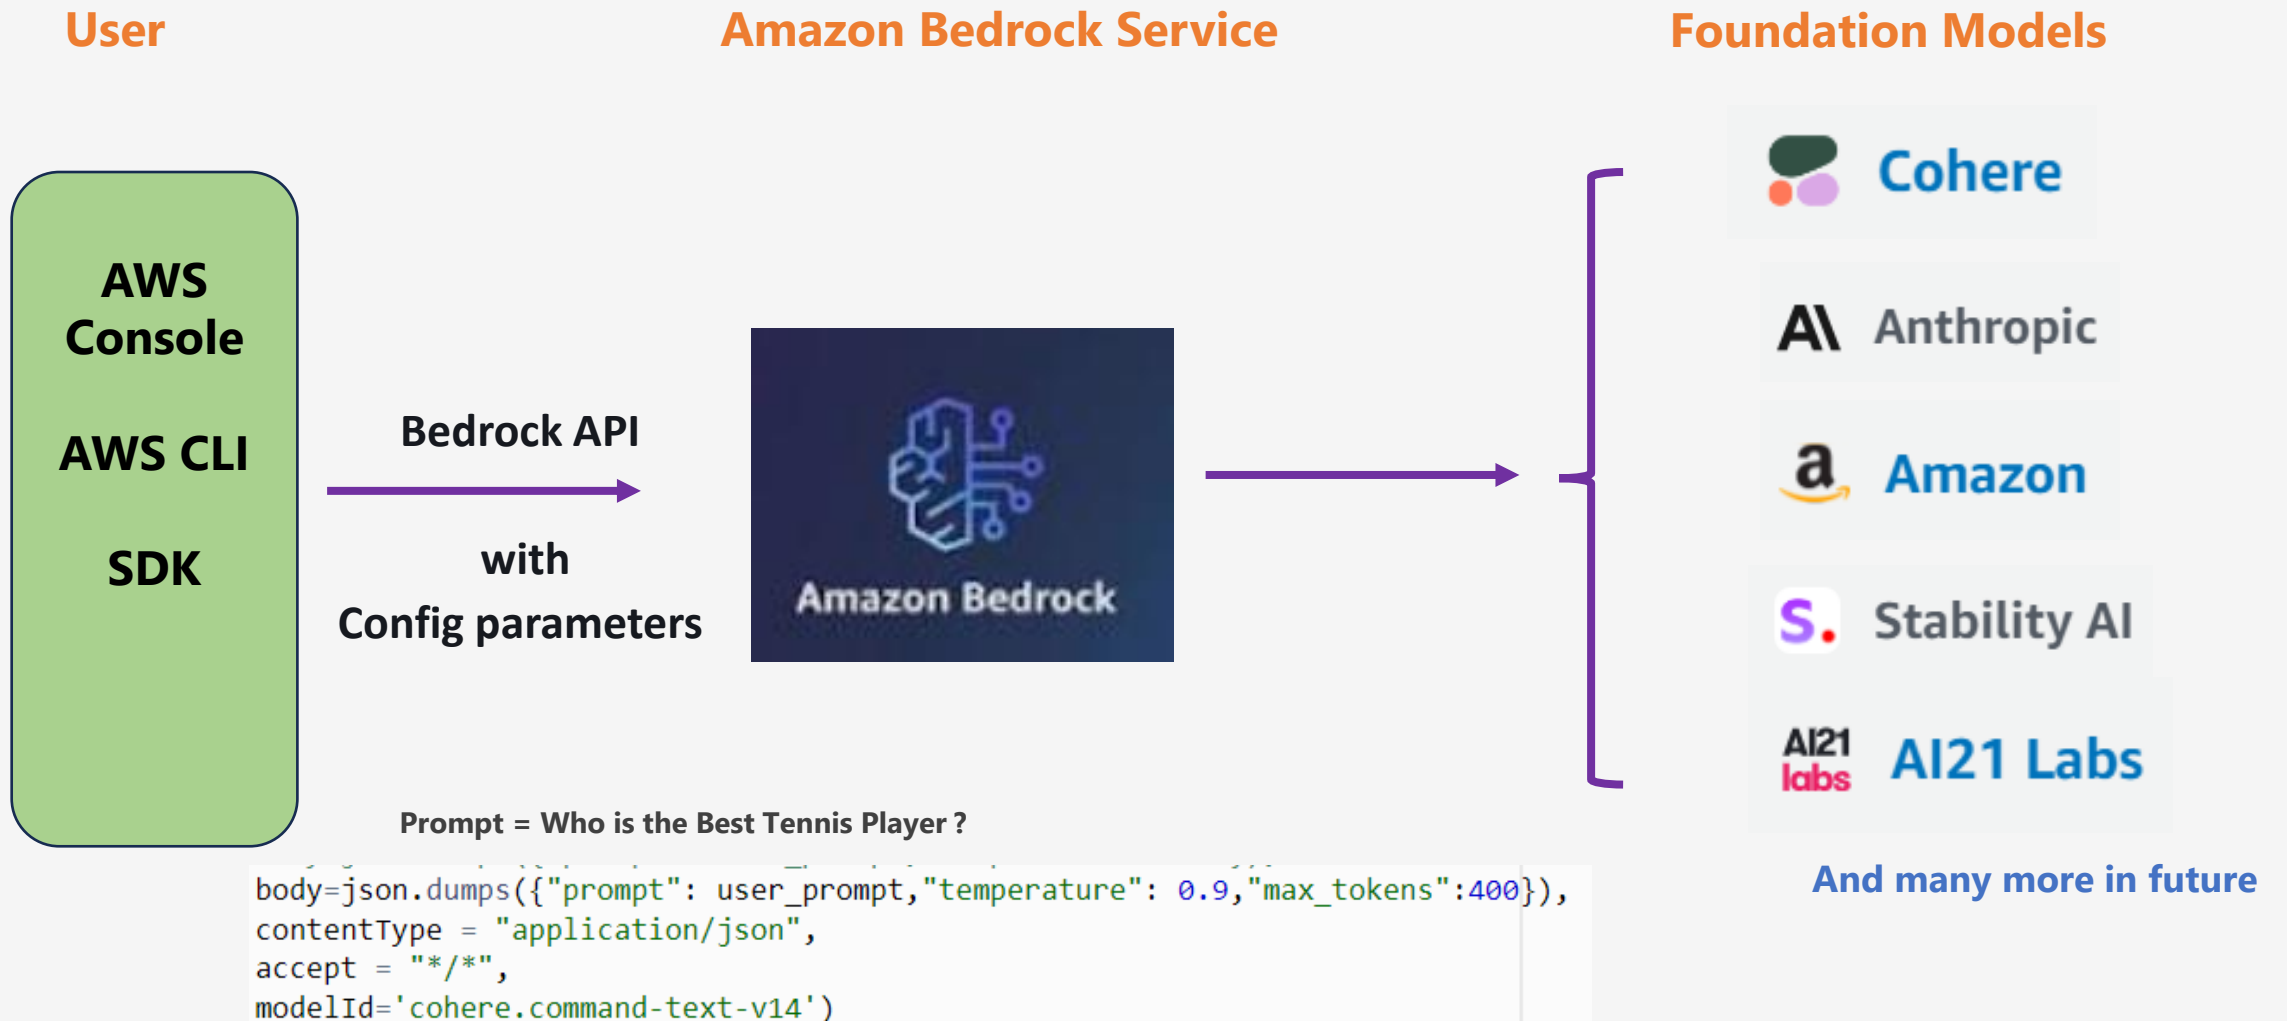 User
Amazon Bedrock Service
Foundation Models
AWS
Console
AWS CLI
SDK
Bedrock API
with
Config parameters
Amazon Bedrock
Cohere
A\ Anthropic
a Amazon
S. Stability AI
AI21
labs
AI21 Labs
And many more in future
Prompt = Who is the Best Tennis Player ?
body=json.dumps({"prompt": user_prompt,"temperature": 0.9,"max_tokens":400}),
contentType = "application/json",
accept = "*/*",
modelId='cohere.command-text-v14')